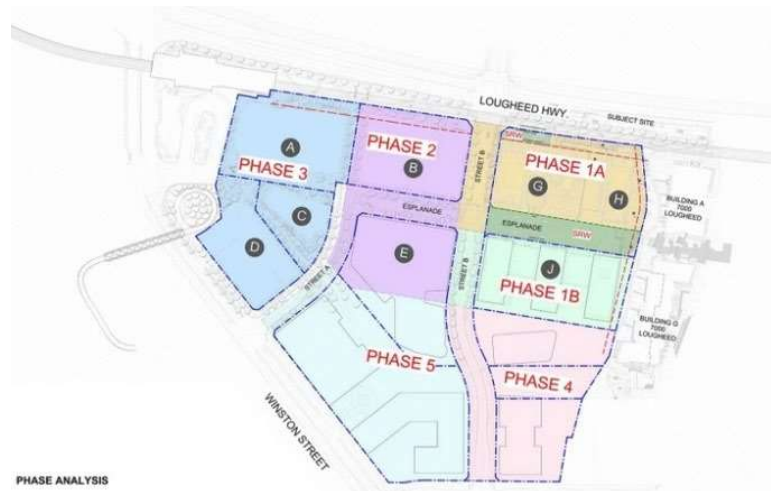 LOUGHEED HWY.
SUBJECT SITE
SRW
PHASE 1A
PHASE 2
STREET B
A
PHASE 3
B
G
H
BUILDING A
7000
LOUGHEED
C
ESPLANADE
ESPLANADE
SRW
D
E
STREET A
STREET B
J
PHASE 1B
BUILDING G
7000
LOUGHEED
PHASE 5
PHASE 4
WINSTON STREET
PHASE ANALYSIS